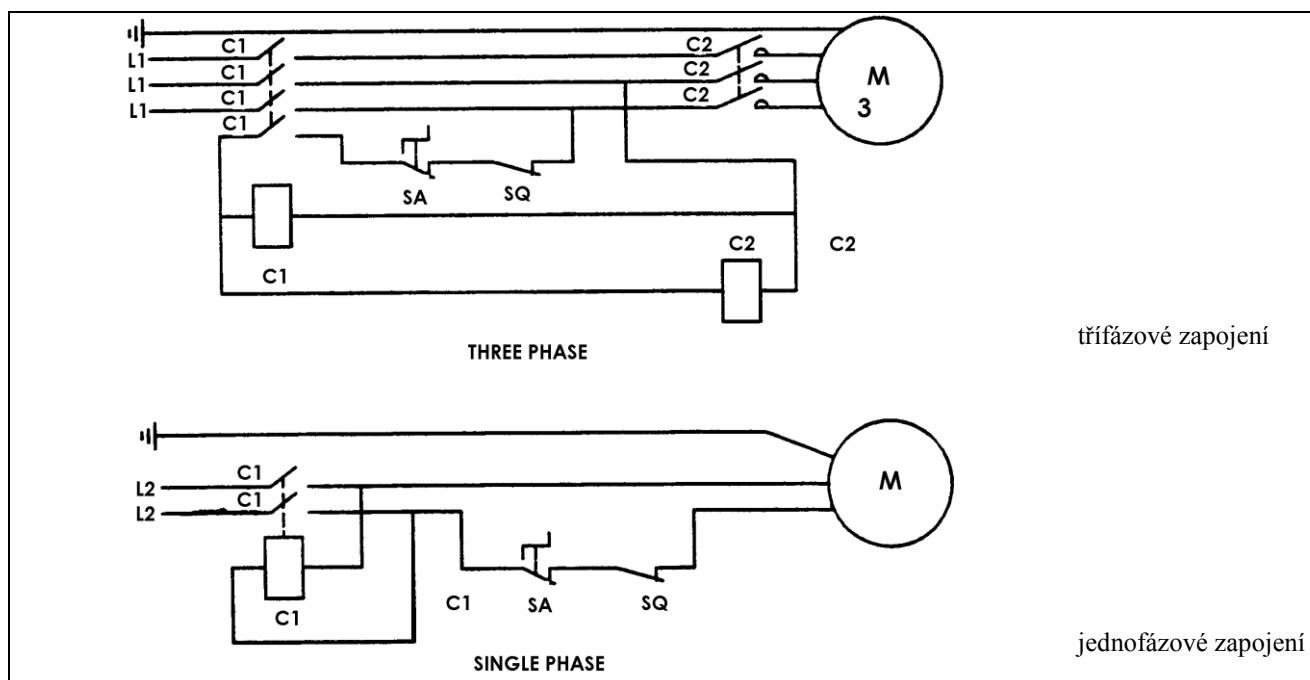 C1
C2
L1
C1
C2
L1
C1
C2
M
L1
C1
3
SA
SQ
C2
C2
C1
THREE PHASE
třífázové zapojení
C1
M
L2
C1
L2
C1
C1
SA
SQ
SINGLE PHASE
jednofázové zapojení